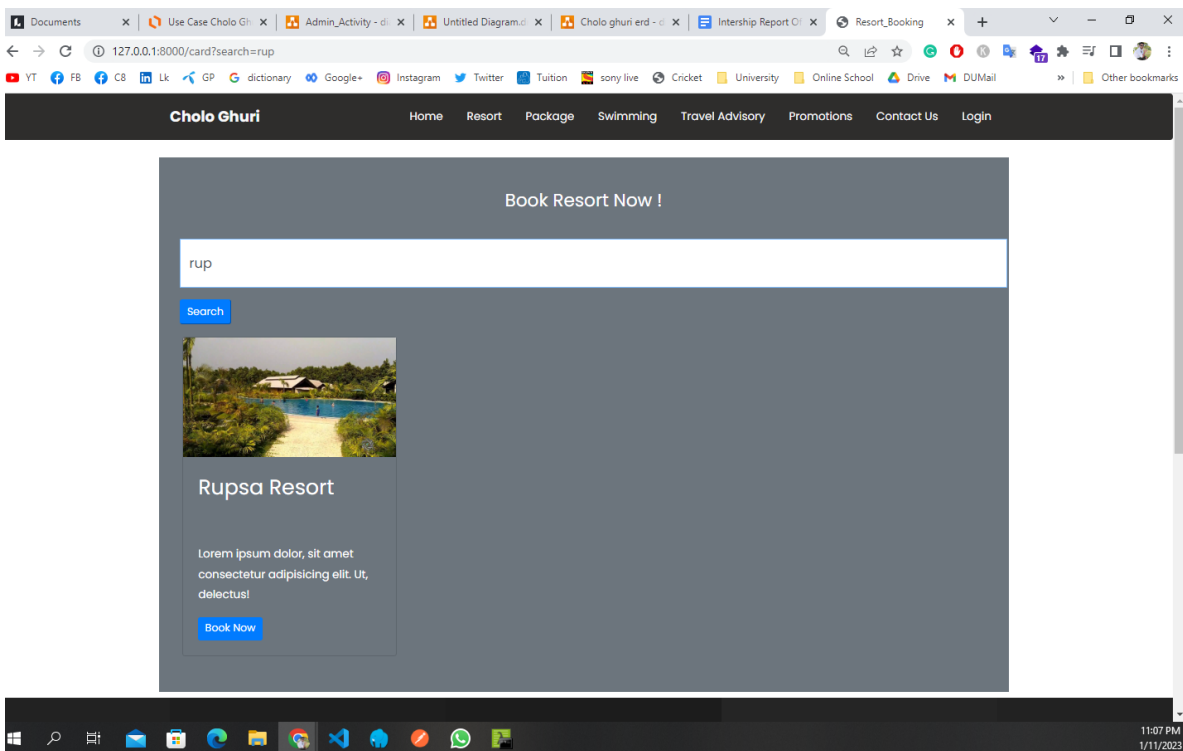 Documents
Use Case Cholo Gh
Admin_Activity - di
Untitled Diagram.d
Cholo ghuri erd - d
Intership Report Of
Resort_Booking
127.0.0.1:8000/card?search=rup
17
YT
FB
C8
Lk
GP
dictionary
Google+
Instagram
Twitter
Tuition
sony live
Cricket
University
Online School
Drive
DUMail
»
Other bookmarks
Cholo Ghuri
Home
Resort
Package
Swimming
Travel Advisory
Promotions
Contact Us
Login
Book Resort Now !
rup
Search
Rupsa Resort
Lorem ipsum dolor, sit amet
consectetur adipisicing elit. Ut,
delectus!
Book Now
11:07 PM
1/11/2023